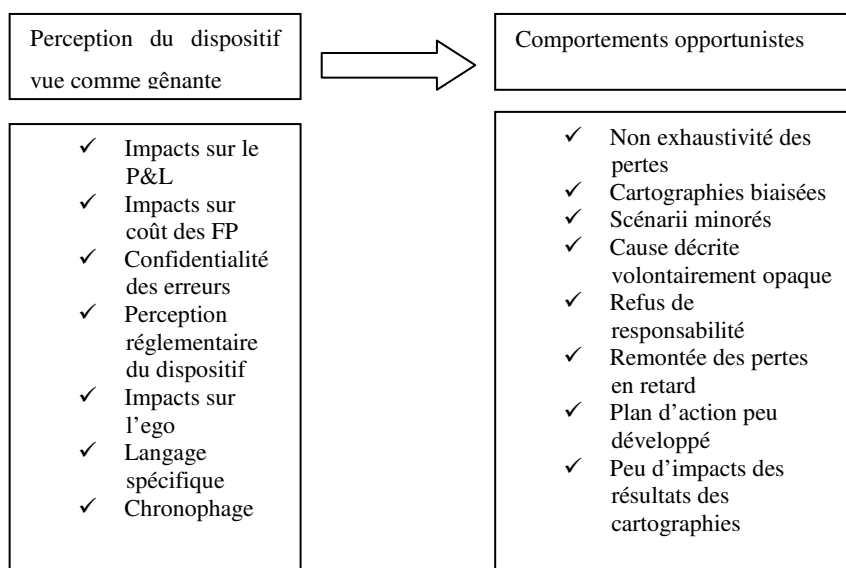 Perception du dispositif
vue comme gênante
Comportements opportunistes
✓ Impacts sur le
P&L
✓ Impacts sur
coût des FP
✓ Confidentialité
des erreurs
✓ Perception
réglementaire
du dispositif
✓ Impacts sur
l’ego
✓ Langage
spécifique
✓ Chronophage
✓ Non exhaustivité des
pertes
✓ Cartographies biaisées
✓ Scénarii minorés
✓ Cause décrite
volontairement opaque
✓ Refus de
responsabilité
✓ Remontée des pertes
en retard
✓ Plan d’action peu
développé
✓ Peu d’impacts des
résultats des
cartographies